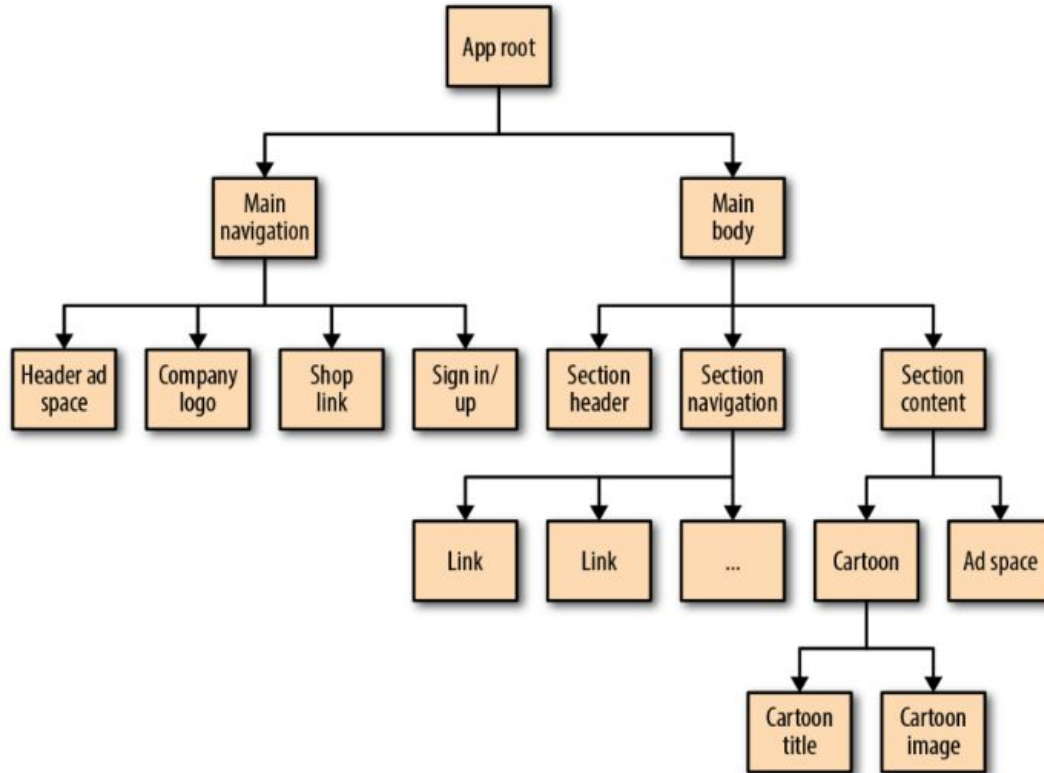 App root
Main
navigation
Main
body
Header ad
space
Company
logo
Shop
link
Sign in/
up
Section
header
Section
navigation
Section
content
Link
Link
...
Cartoon
Ad space
Cartoon
title
Cartoon
image